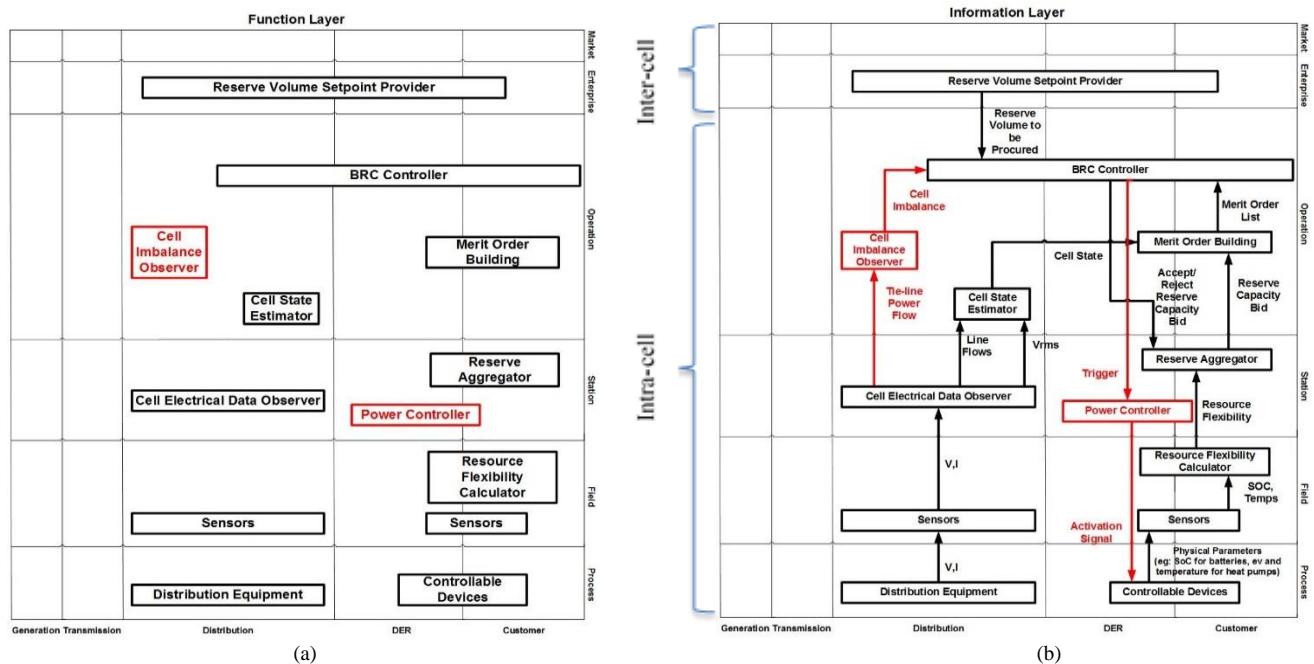 Function Layer
Market
Enterprise
Reserve Volume Setpoint Provider
BRC Controller
Operation
Cell
Imbalance
Observer
Merit Order
Building
Cell State
Estimator
Reserve
Aggregator
Station
Cell Electrical Data Observer
Power Controller
Resource
Flexibility
Calculator
Field
Sensors
Sensors
Distribution Equipment
Controllable
Devices
Process
Generation Transmission
Distribution
DER
Customer
(a)
Inter-cell
Intra-cell
Information Layer
Market
Enterprise
Reserve Volume Setpoint Provider
Reserve
Volume to
be
Procured
BRC Controller
Cell
Imbalance
Merit Order
List
Operation
Cell
Imbalance
Observer
Merit Order Building
Cell State
Tie-line
Power
Flow
Cell State
Estimator
Accept/
Reject
Reserve
Capacity
Bid
Reserve
Capacity
Bid
Line
Flows
Vrms
Reserve Aggregator
Trigger
Station
Cell Electrical Data Observer
Power Controller
Resource
Flexibility
V,I
Resource Flexibility
Calculator
SOC,
Temps
Field
Sensors
Sensors
Activation
Signal
V,I
Physical Parameters
(eg: SoC for batteries, ev and
temperature for heat pumps)
Distribution Equipment
Controllable Devices
Process
Generation Transmission
Distribution
DER
Customer
(b)